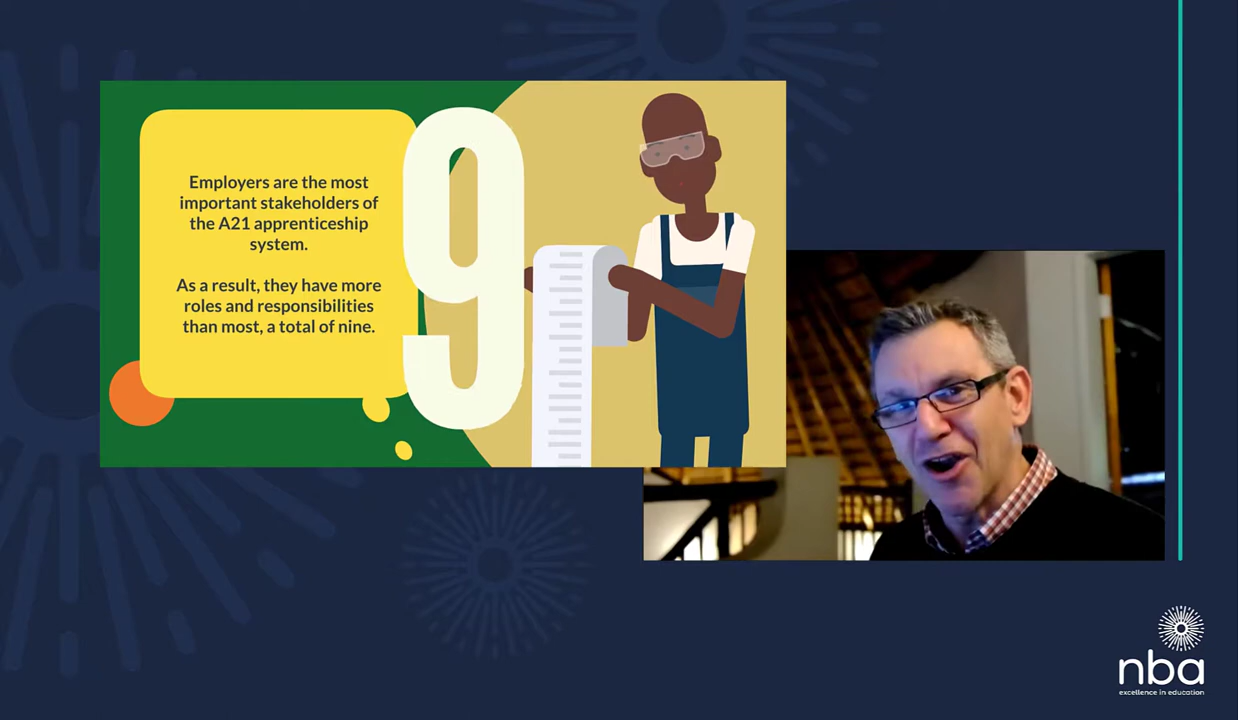 Employers are the most
important stakeholders of
the A21 apprenticeship
system.
As a result, they have more
roles and responsibilities
than most, a total of nine.
9
nba
excellence in education